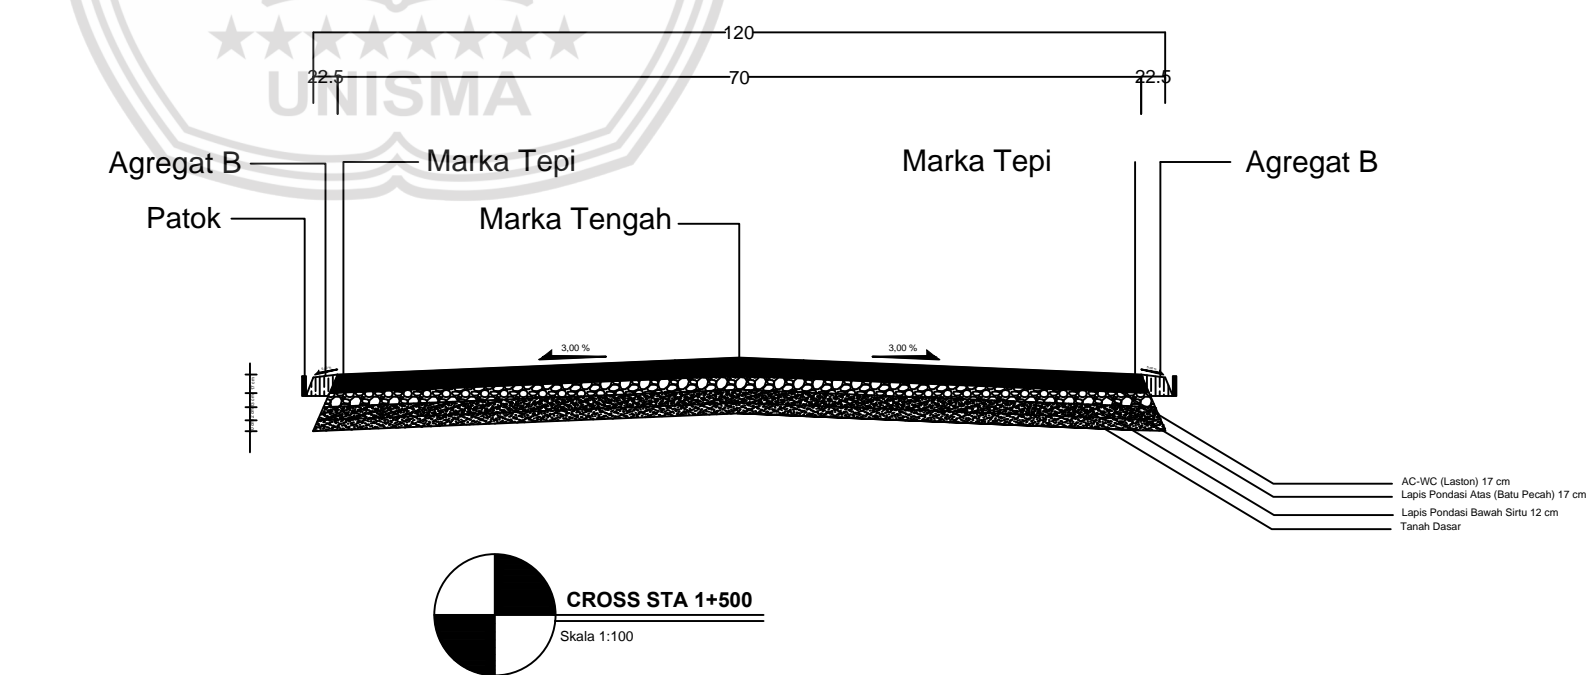 120
22.5 70 22.5
UNISMA
Agregat B Marka Tepi Marka Tepi Agregat B
Patok Marka Tengah
3,00 % 3,00 %
AC-WC (Laston) 17 cm
Lapis Pondasi Atas (Batu Pecah) 17 cm
Lapis Pondasi Bawah Sirtu 12 cm
Tanah Dasar
CROSS STA 1+500
Skala 1:100